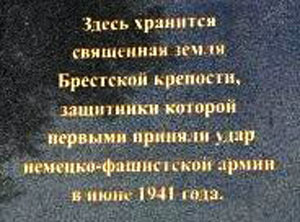 Здесь хранится
священная земля
Брестской крепости,
защитники которой
первыми приняли удар
немецко-фашистской армии
в июне 1941 года.